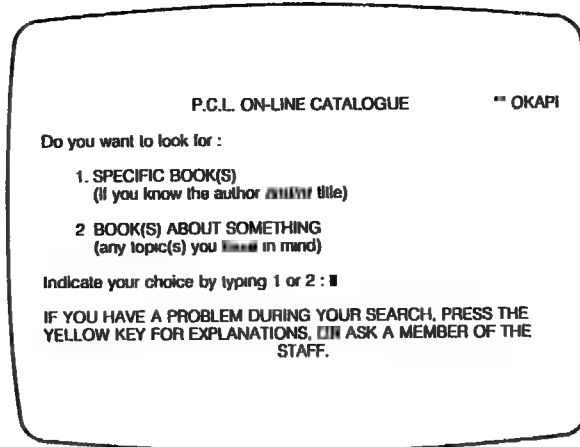 P.C.L. ON-LINE CATALOGUE " OKAPI
Do you want to look for :
1. SPECIFIC BOOK(S)
(if you know the author title)
2 BOOK(S) ABOUT SOMETHING
(any topic(s) you in mind)
Indicate your choice by typing 1 or 2 :
IF YOU HAVE A PROBLEM DURING YOUR SEARCH, PRESS THE
YELLOW KEY FOR EXPLANATIONS, ASK A MEMBER OF THE
STAFF.